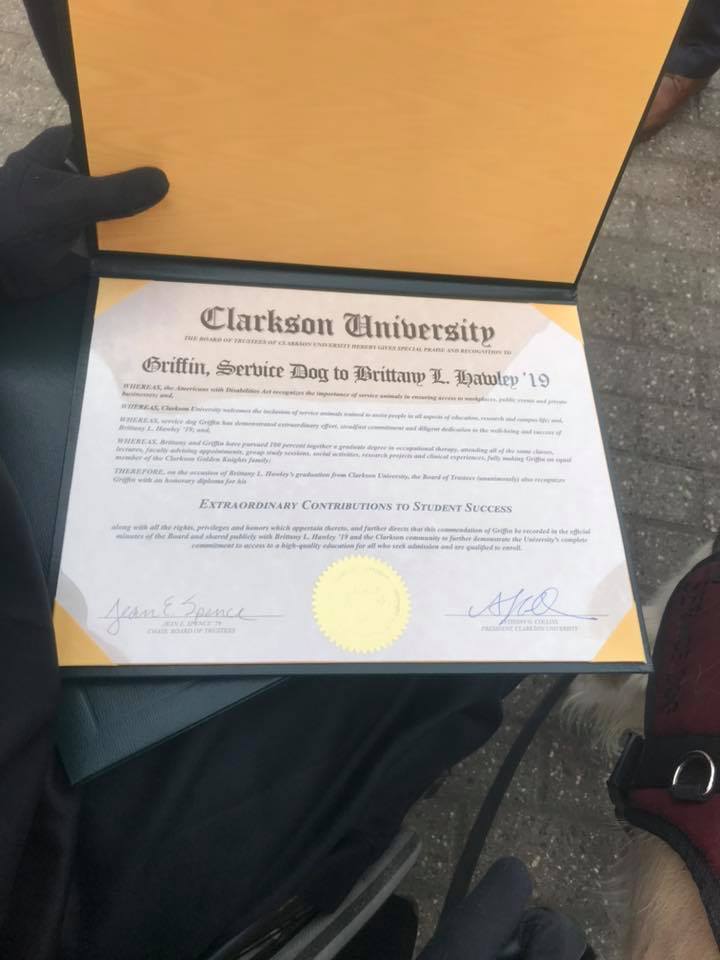 Clarkson University
THE BOARD OF TRUSTEES OF CLARKSON UNIVERSITY HEREBY GIVES SPECIAL PRAISE AND RECOGNITION TO
Griffin, Service Dog to Brittany L. Hawley '19
WHEREAS, the Americans with Disabilities Act recognizes the importance of service animals in ensuring access to workplaces, public events and private
businesses; and,
WHEREAS, Clarkson University welcomes the inclusion of service animals trained to assist people in all aspects of education, research and campus life; and,
WHEREAS, service dog Griffin has demonstrated extraordinary effort, steadfast commitment and diligent dedication to the well-being and success of
Brittany L. Hawley '19; and,
WHEREAS, Brittany and Griffin have pursued 100 percent together a graduate degree in occupational therapy, attending all of the same classes,
lectures, faculty advising appointments, group study sessions, social activities, research projects and clinical experiences, fully making Griffin an equal
member of the Clarkson Golden Knights family;
THEREFORE, on the occasion of Brittany L. Hawley's graduation from Clarkson University, the Board of Trustees (unanimously) also recognizes
Griffin with an honorary diploma for his
EXTRAORDINARY CONTRIBUTIONS TO STUDENT SUCCESS
along with all the rights, privileges and honors which appertain thereto, and further directs that this commendation of Griffin be recorded in the official
minutes of the Board and shared publicly with Brittany L. Hawley '19 and the Clarkson community to further demonstrate the University's complete
commitment to access to a high-quality education for all who seek admission and are qualified to enroll.
Jean E. Spence
JEAN E. SPENCE '79
CHAIR, BOARD OF TRUSTEES
ANTHONY G. COLLINS
PRESIDENT, CLARKSON UNIVERSITY